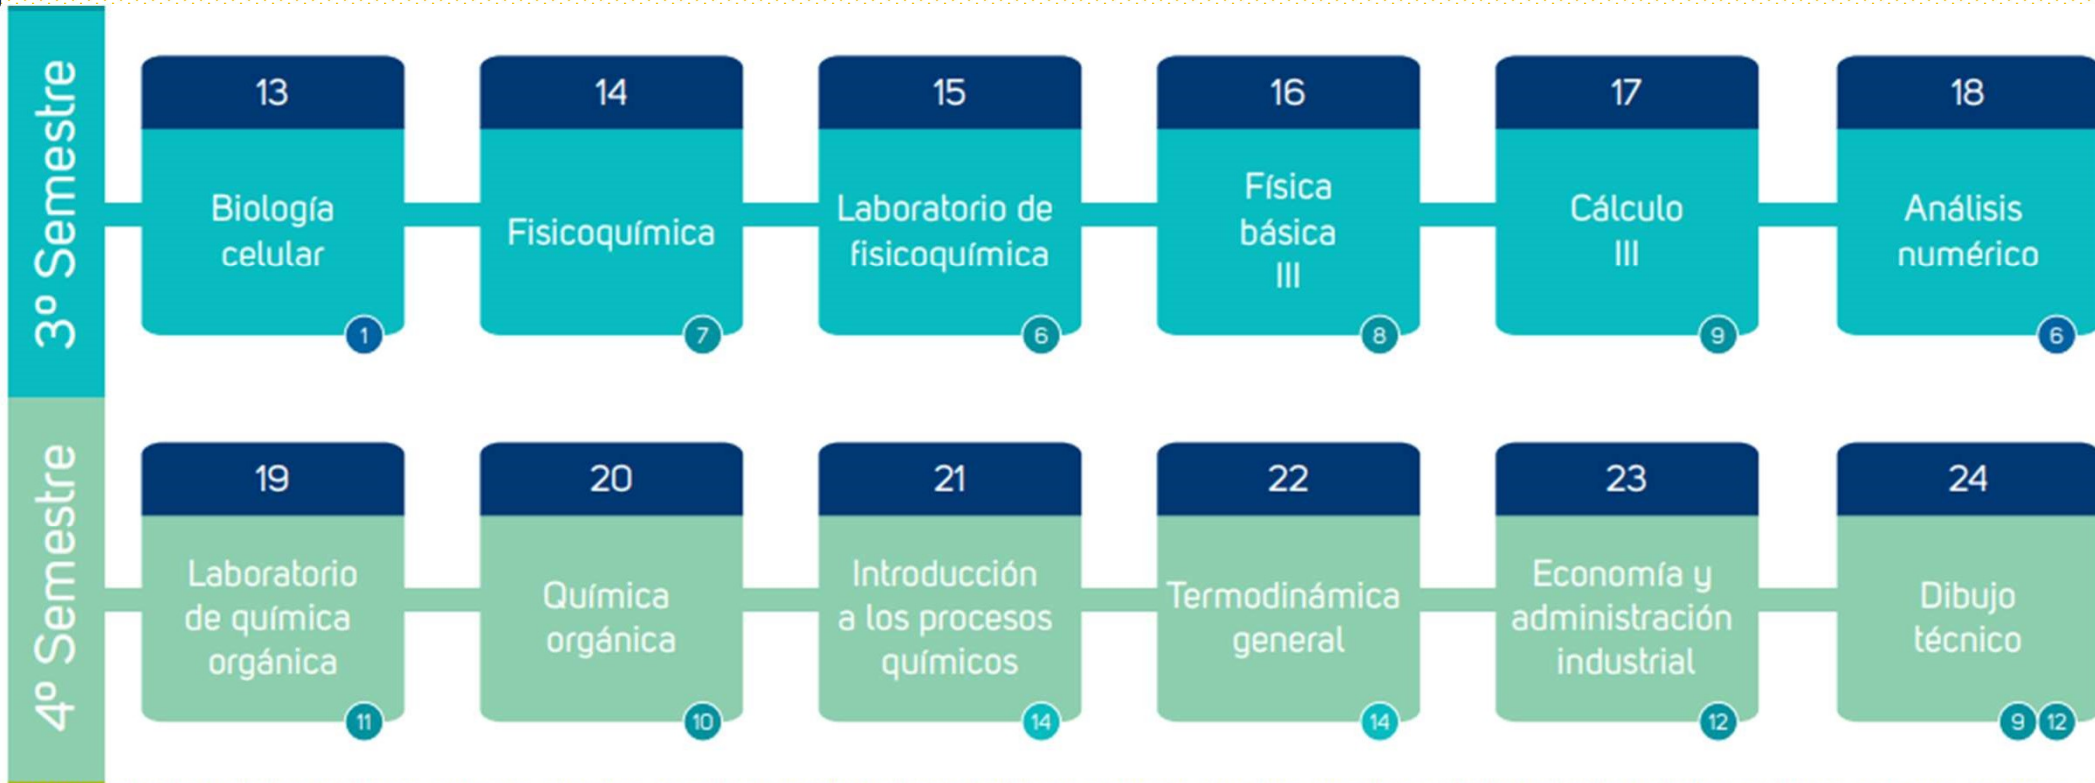 3º Semestre
13
Biología
celular
1
14
Fisicoquímica
7
15
Laboratorio de
fisicoquímica
6
16
Física
básica
III
8
17
Cálculo
III
9
18
Análisis
numérico
6
4º Semestre
19
Laboratorio
de química
orgánica
11
20
Química
orgánica
10
21
Introducción
a los procesos
químicos
14
22
Termodinámica
general
14
23
Economía y
administración
industrial
12
24
Dibujo
técnico
9 12